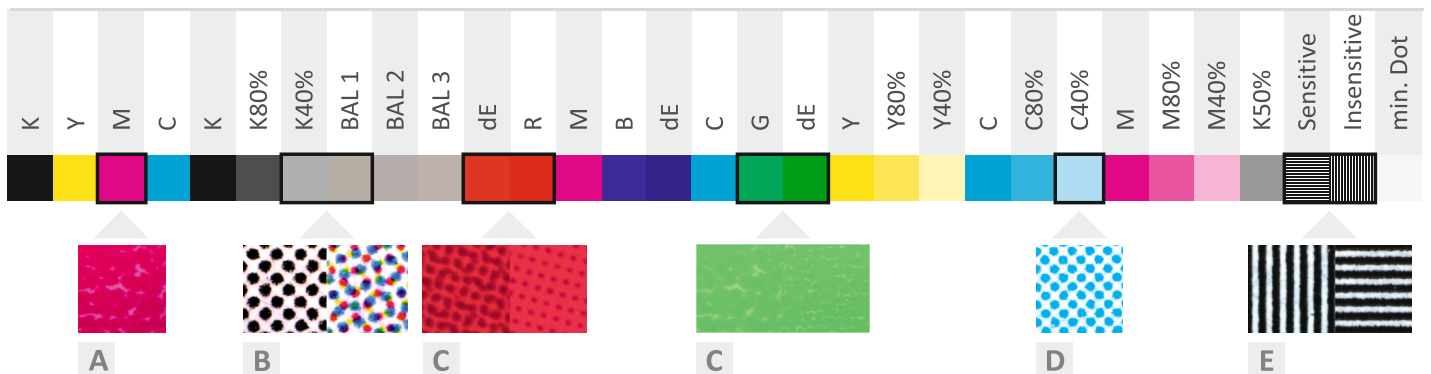 K
Y
M
C
K
K80%
K40%
BAL 1
BAL 2
BAL 3
dE
R
M
B
dE
C
G
dE
Y
Y80%
Y40%
C
C80%
C40%
M
M80%
M40%
K50%
Sensitive
Insensitive
min. Dot
A
B
C
C
D
E